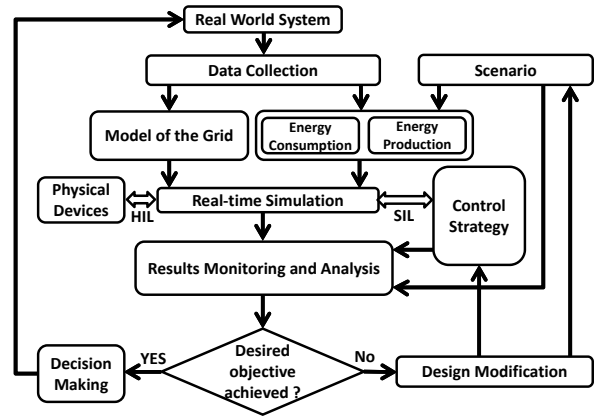 Real World System
Data Collection
Scenario
Model of the Grid
Energy
Consumption
Energy
Production
Physical
Devices
HIL
Real-time Simulation
SIL
Control
Strategy
Results Monitoring and Analysis
Decision
Making
YES
Desired
objective
achieved ?
No
Design Modification